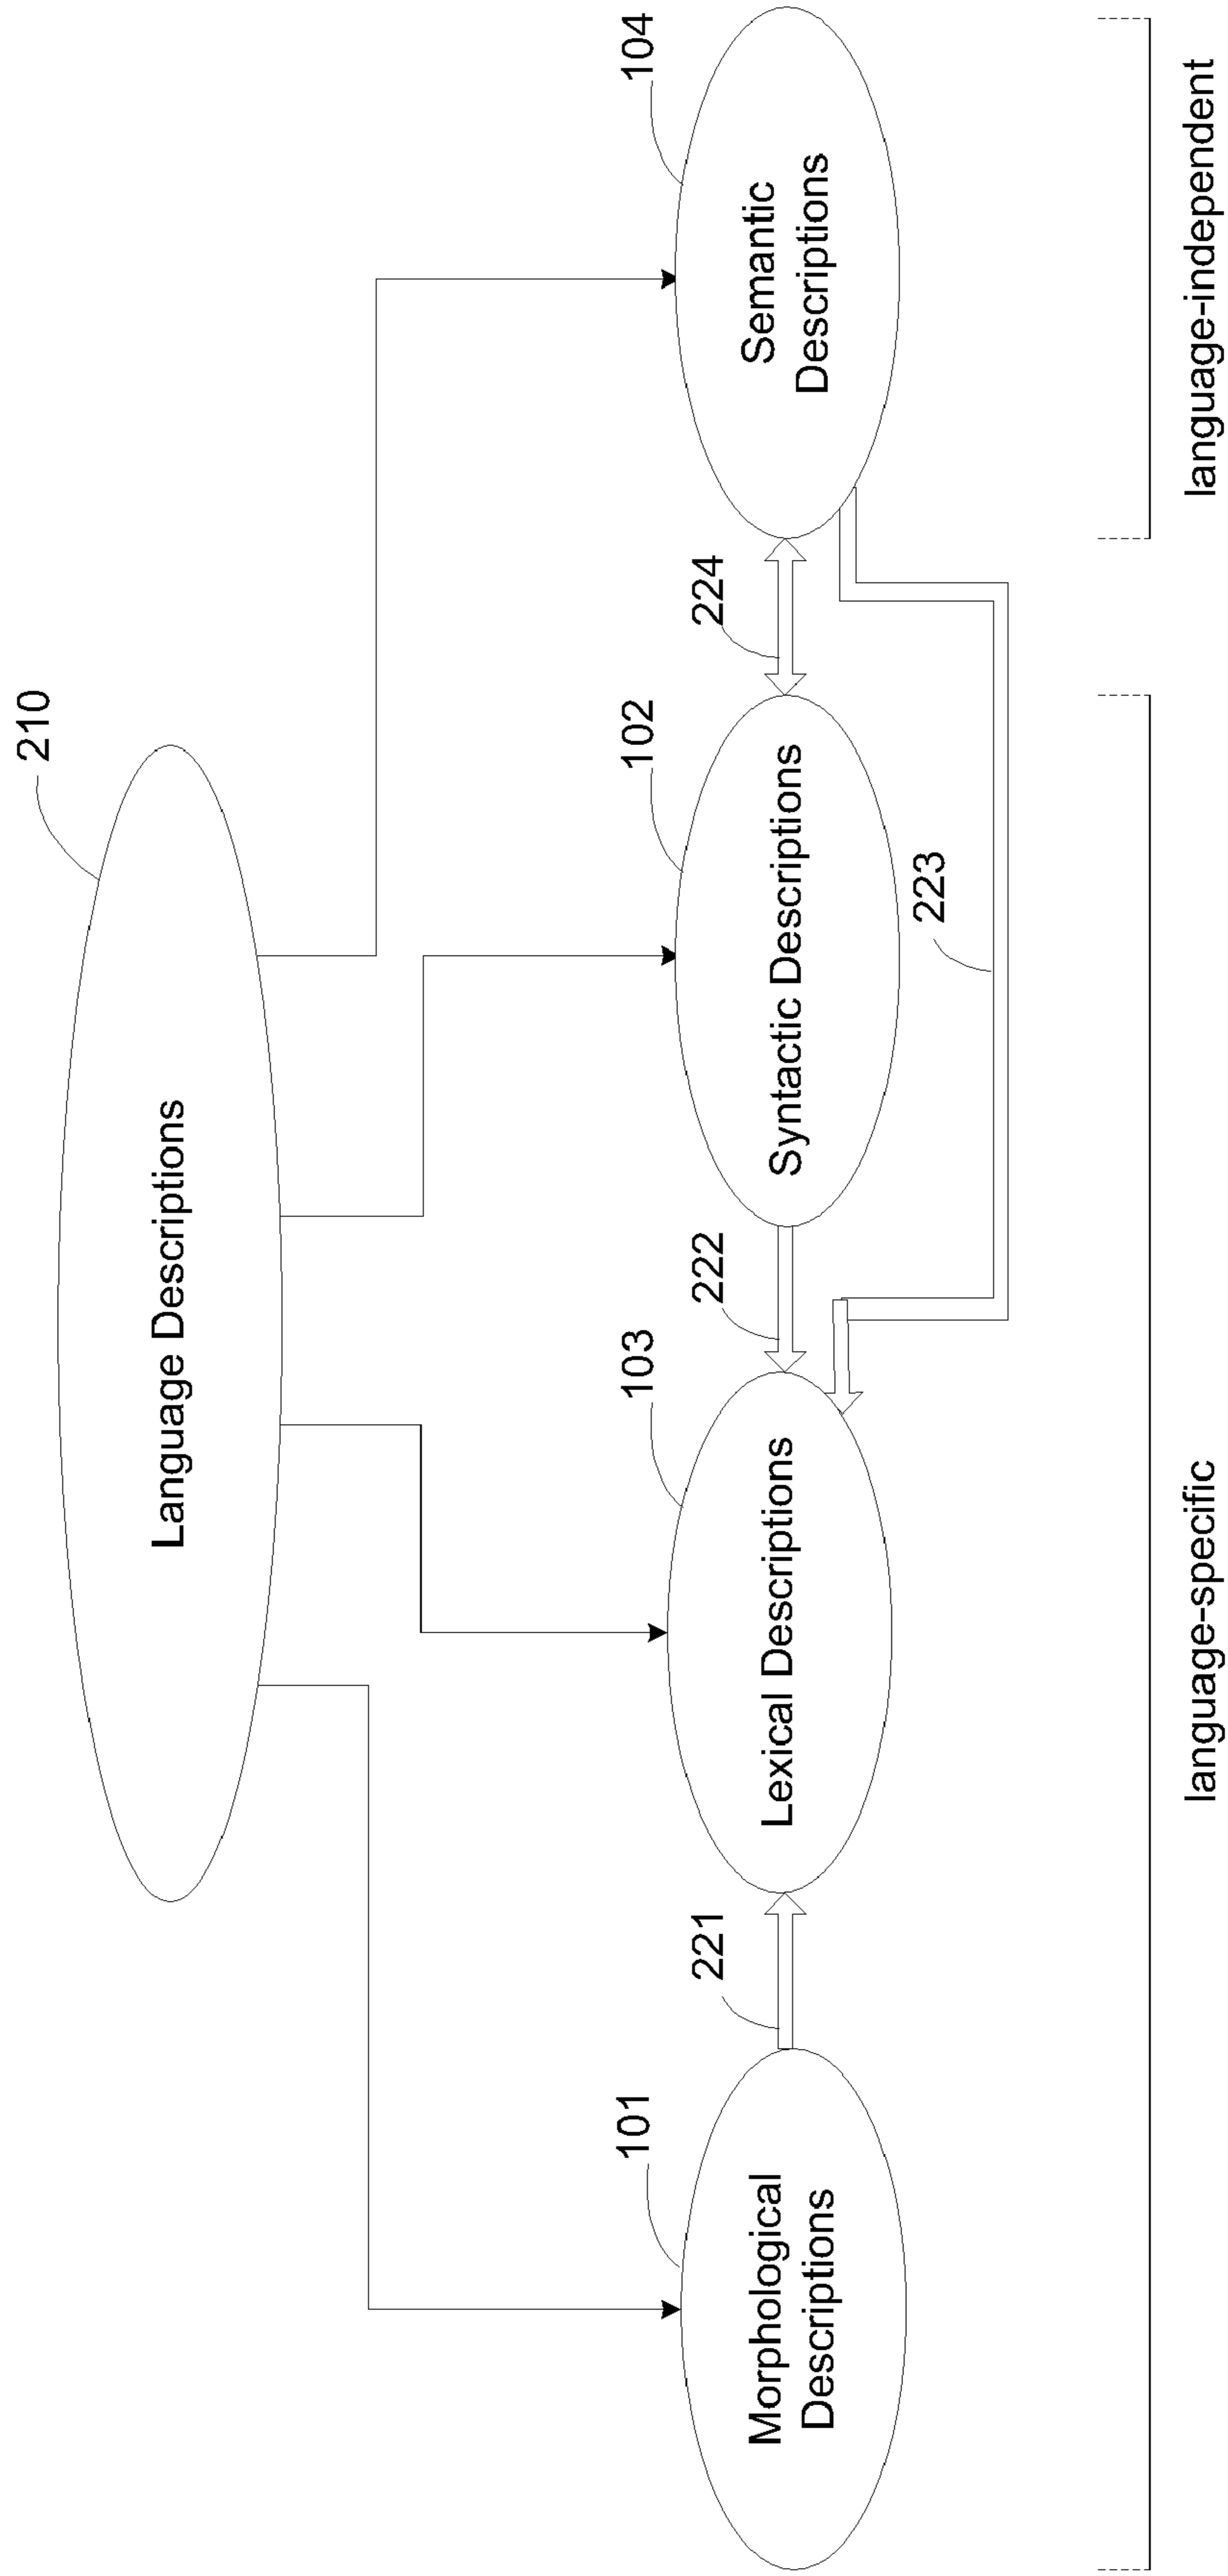 210
Language Descriptions
101
103
102
104
221
222
224
Morphological
Descriptions
Lexical Descriptions
Syntactic Descriptions
Semantic
Descriptions
223
language-specific
language-independent